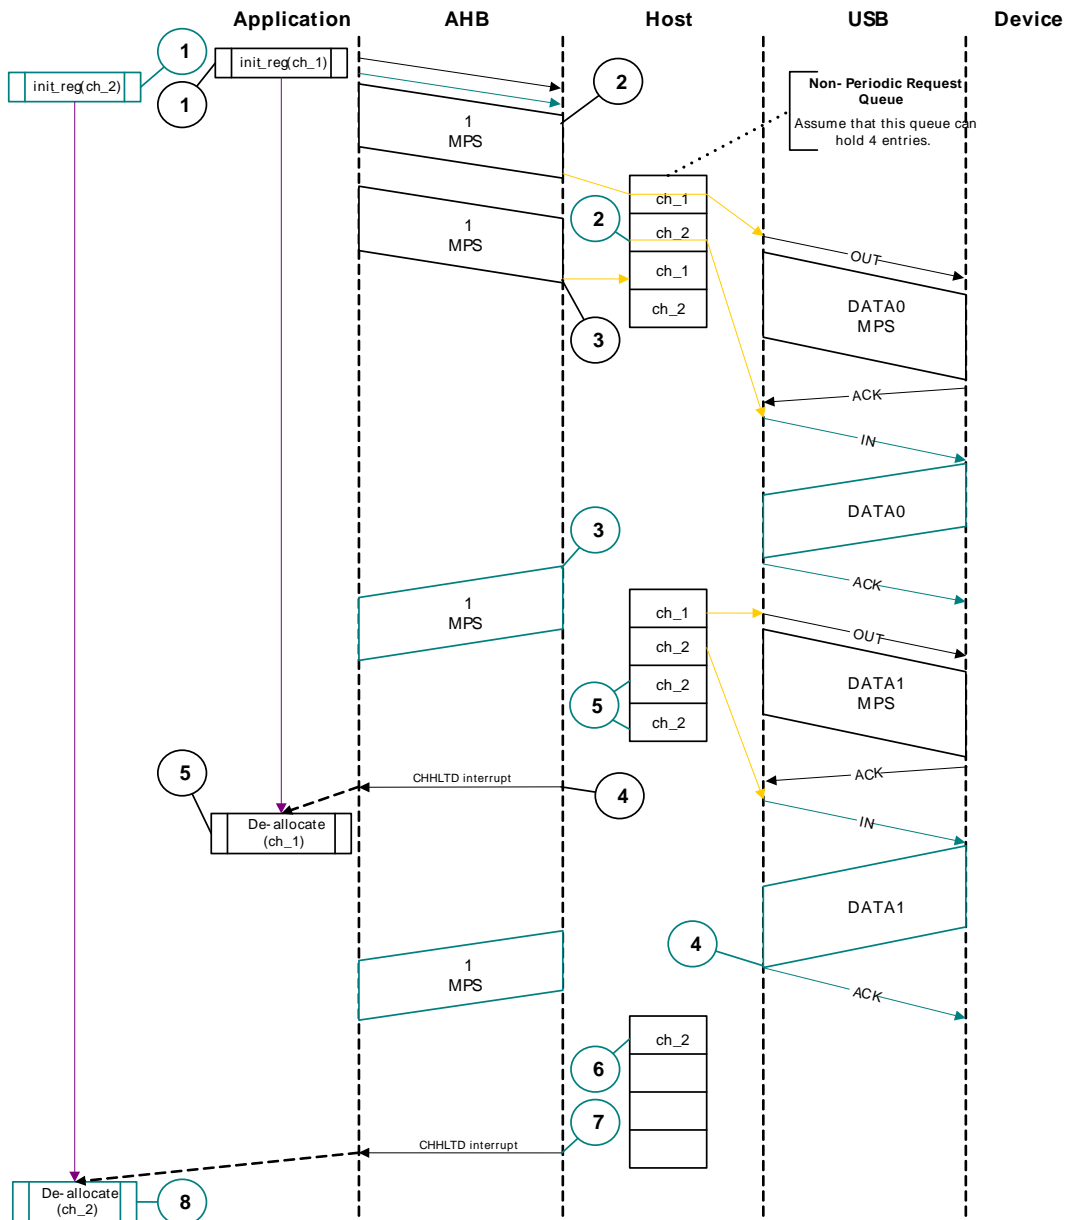 Application AHB Host USB Device
1
init_reg(ch_1)
init_reg(ch_2)
1
2
Non-Periodic Request
Queue
Assume that this queue can
hold 4 entries.
1
MPS
ch_1
2
ch_2
1
MPS
OUT
ch_1
ch_2
DATA0
MPS
3
ACK
IN
DATA0
3
ACK
1
MPS
ch_1
OUT
ch_2
ch_2
DATA1
MPS
5
ch_2
5
CHHLTD interrupt
4
ACK
De-allocate
(ch_1)
IN
DATA1
4
1
MPS
ACK
ch_2
6
7
CHHLTD interrupt
De-allocate
(ch_2)
8